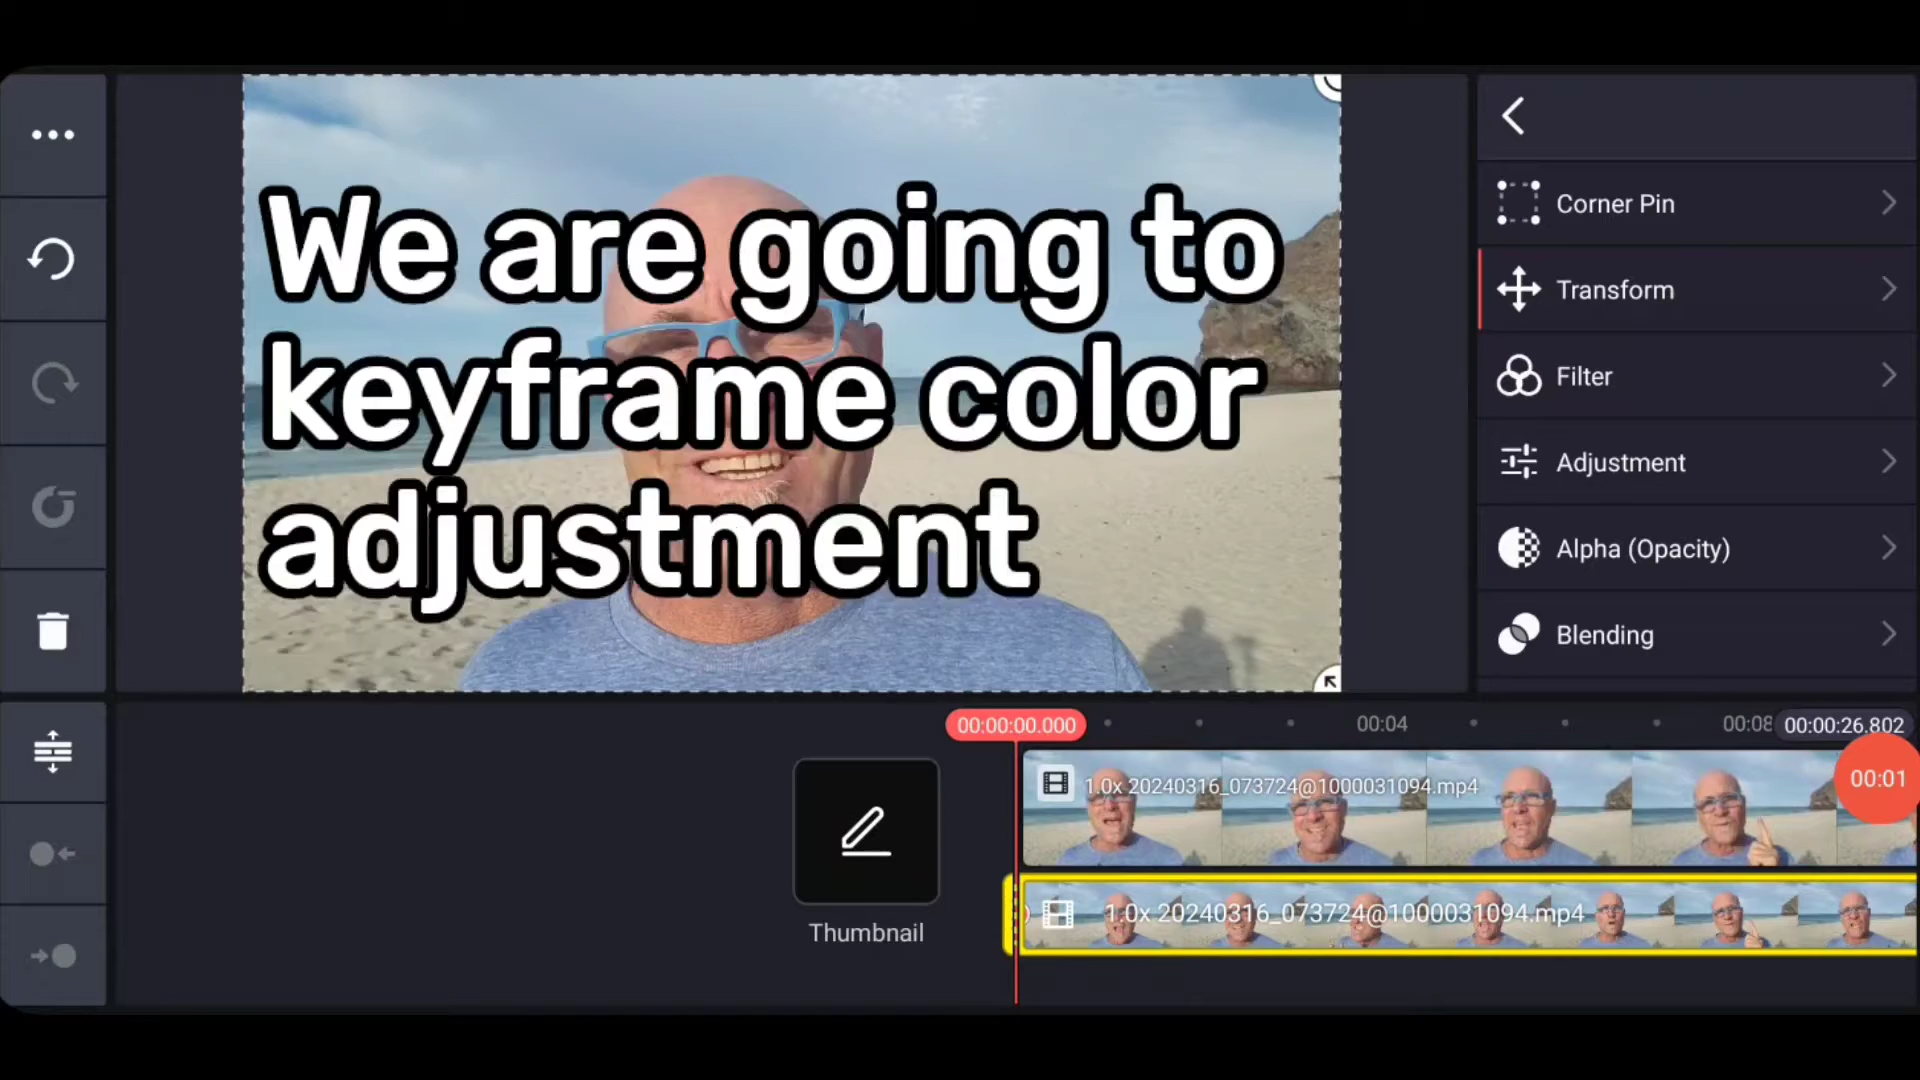 We are going to
keyframe color
adjustment
Corner Pin
Transform
Filter
Adjustment
Alpha (Opacity)
Blending
00:00:00.000
00:04
00:08
00:00:26.802
1.0x 20240316_073724@1000031094.mp4
00:01
Thumbnail
1.0x 20240316_073724@1000031094.mp4